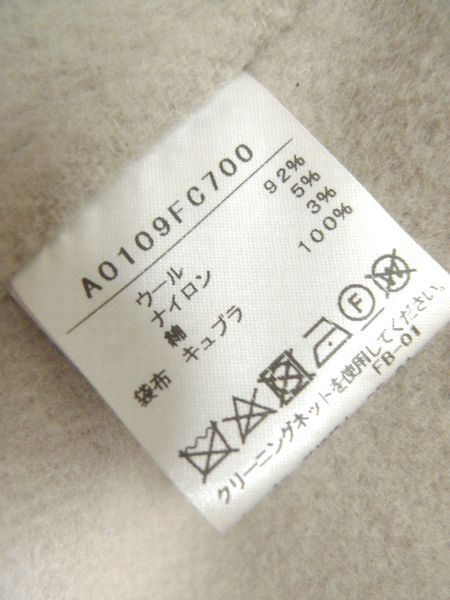 A0109FC700
ウール 92%
ナイロン 5%
綿 3%
袋布 キュプラ 100%
F W
クリーニングネットを使用してください。
FB-01